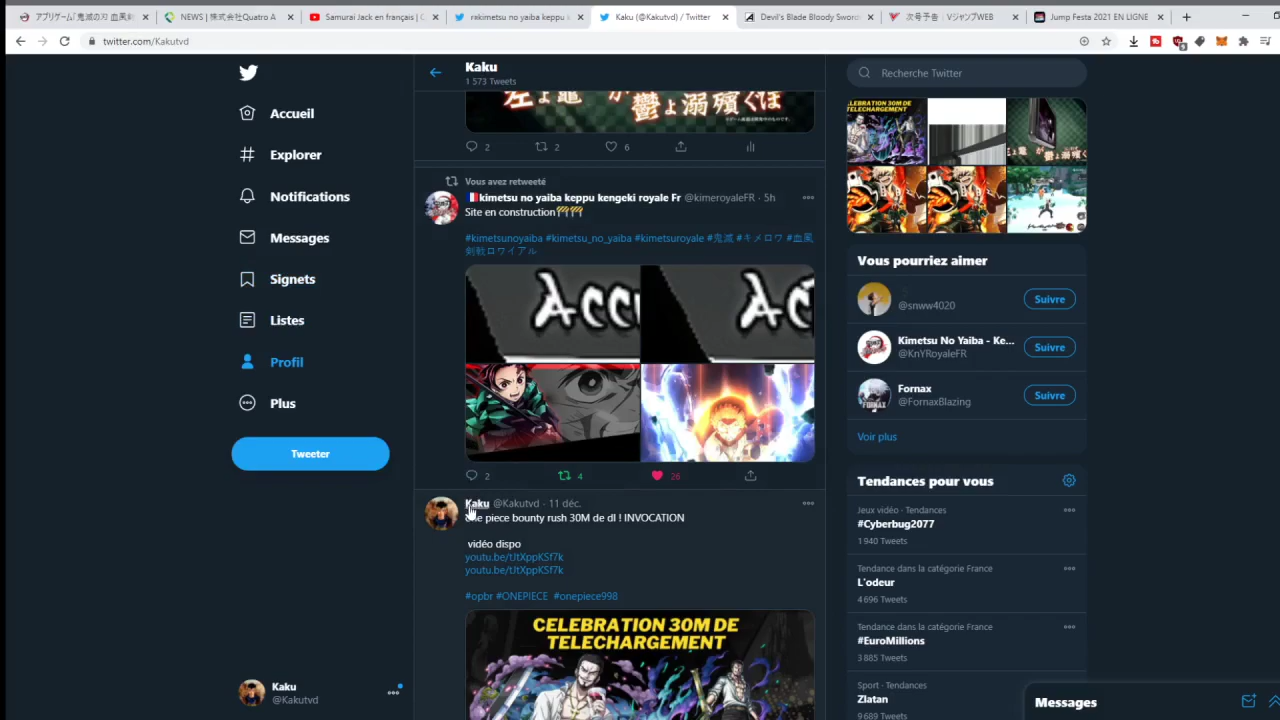 アプリゲーム『鬼滅の刃 血風剣
NEWS | 株式会社Quatro A
Samurai Jack en français | C
kimetsu no yaiba keppu k
Kaku (@Kakutvd) / Twitter
Devil's Blade Bloody Sword
次号予告 - VジャンプWEB
Jump Festa 2021 EN LIGNE
twitter.com/Kakutvd
Accueil
Explorer
Notifications
Messages
Signets
Listes
Profil
Plus
Tweeter
Kaku
@Kakutvd
Kaku
1 573 Tweets
2
2
6
Vous avez retweeté
kimetsu no yaiba keppu kengeki royale Fr @kimeroyaleFR · 5h
Site en construction
#kimetsunoyaiba #kimetsu_no_yaiba #kimetsuroyale #鬼滅 #キメロワ #血風
剣戟ロワイアル
2
4
26
Kaku @Kakutvd · 11 déc.
piece bounty rush 30M de dl ! INVOCATION
vidéo dispo
youtu.be/tJtXppKSf7k
youtu.be/tJtXppKSf7k
#opbr #ONEPIECE #onepiece998
CELEBRATION 30M DE
TELECHARGEMENT
Recherche Twitter
CELEBRATION 30M DE
TELECHARGEMENT
Vous pourriez aimer
@snww4020
Suivre
Kimetsu No Yaiba - Ke...
@KnYRoyaleFR
Suivre
Fornax
@FornaxBlazing
Suivre
Voir plus
Tendances pour vous
Jeux vidéo · Tendances
#Cyberbug2077
1 940 Tweets
Tendance dans la catégorie France
L'odeur
4 696 Tweets
Tendance dans la catégorie France
#EuroMillions
3 885 Tweets
Sport · Tendances
Zlatan
9 689 Tweets
Messages